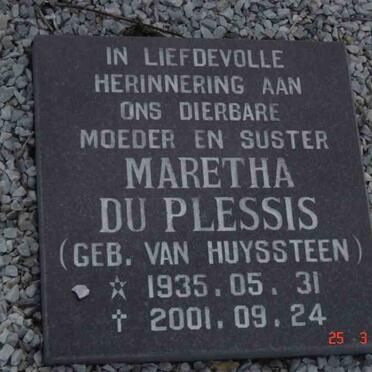 IN LIEFDEVOLLE
HERINNERING AAN
ONS DIERBARE
MOEDER EN SUSTER
MARETHA
DU PLESSIS
(GEB. VAN HUYSSTEEN)
☆ 1935.05.31
† 2001.09.24
25 3